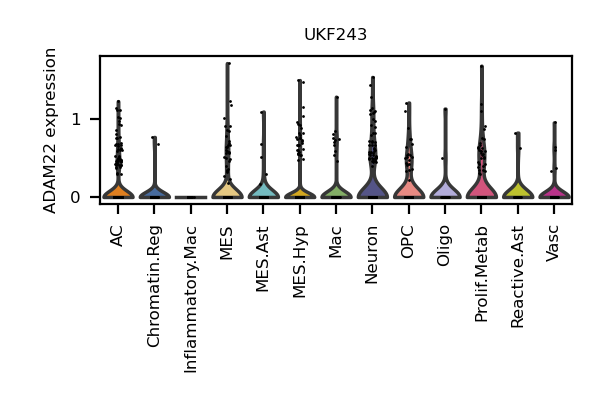 UKF243
ADAM22 expression
1
0
AC
Chromatin.Reg
Inflammatory.Mac
MES
MES.Ast
MES.Hyp
Mac
Neuron
OPC
Oligo
Prolif.Metab
Reactive.Ast
Vasc